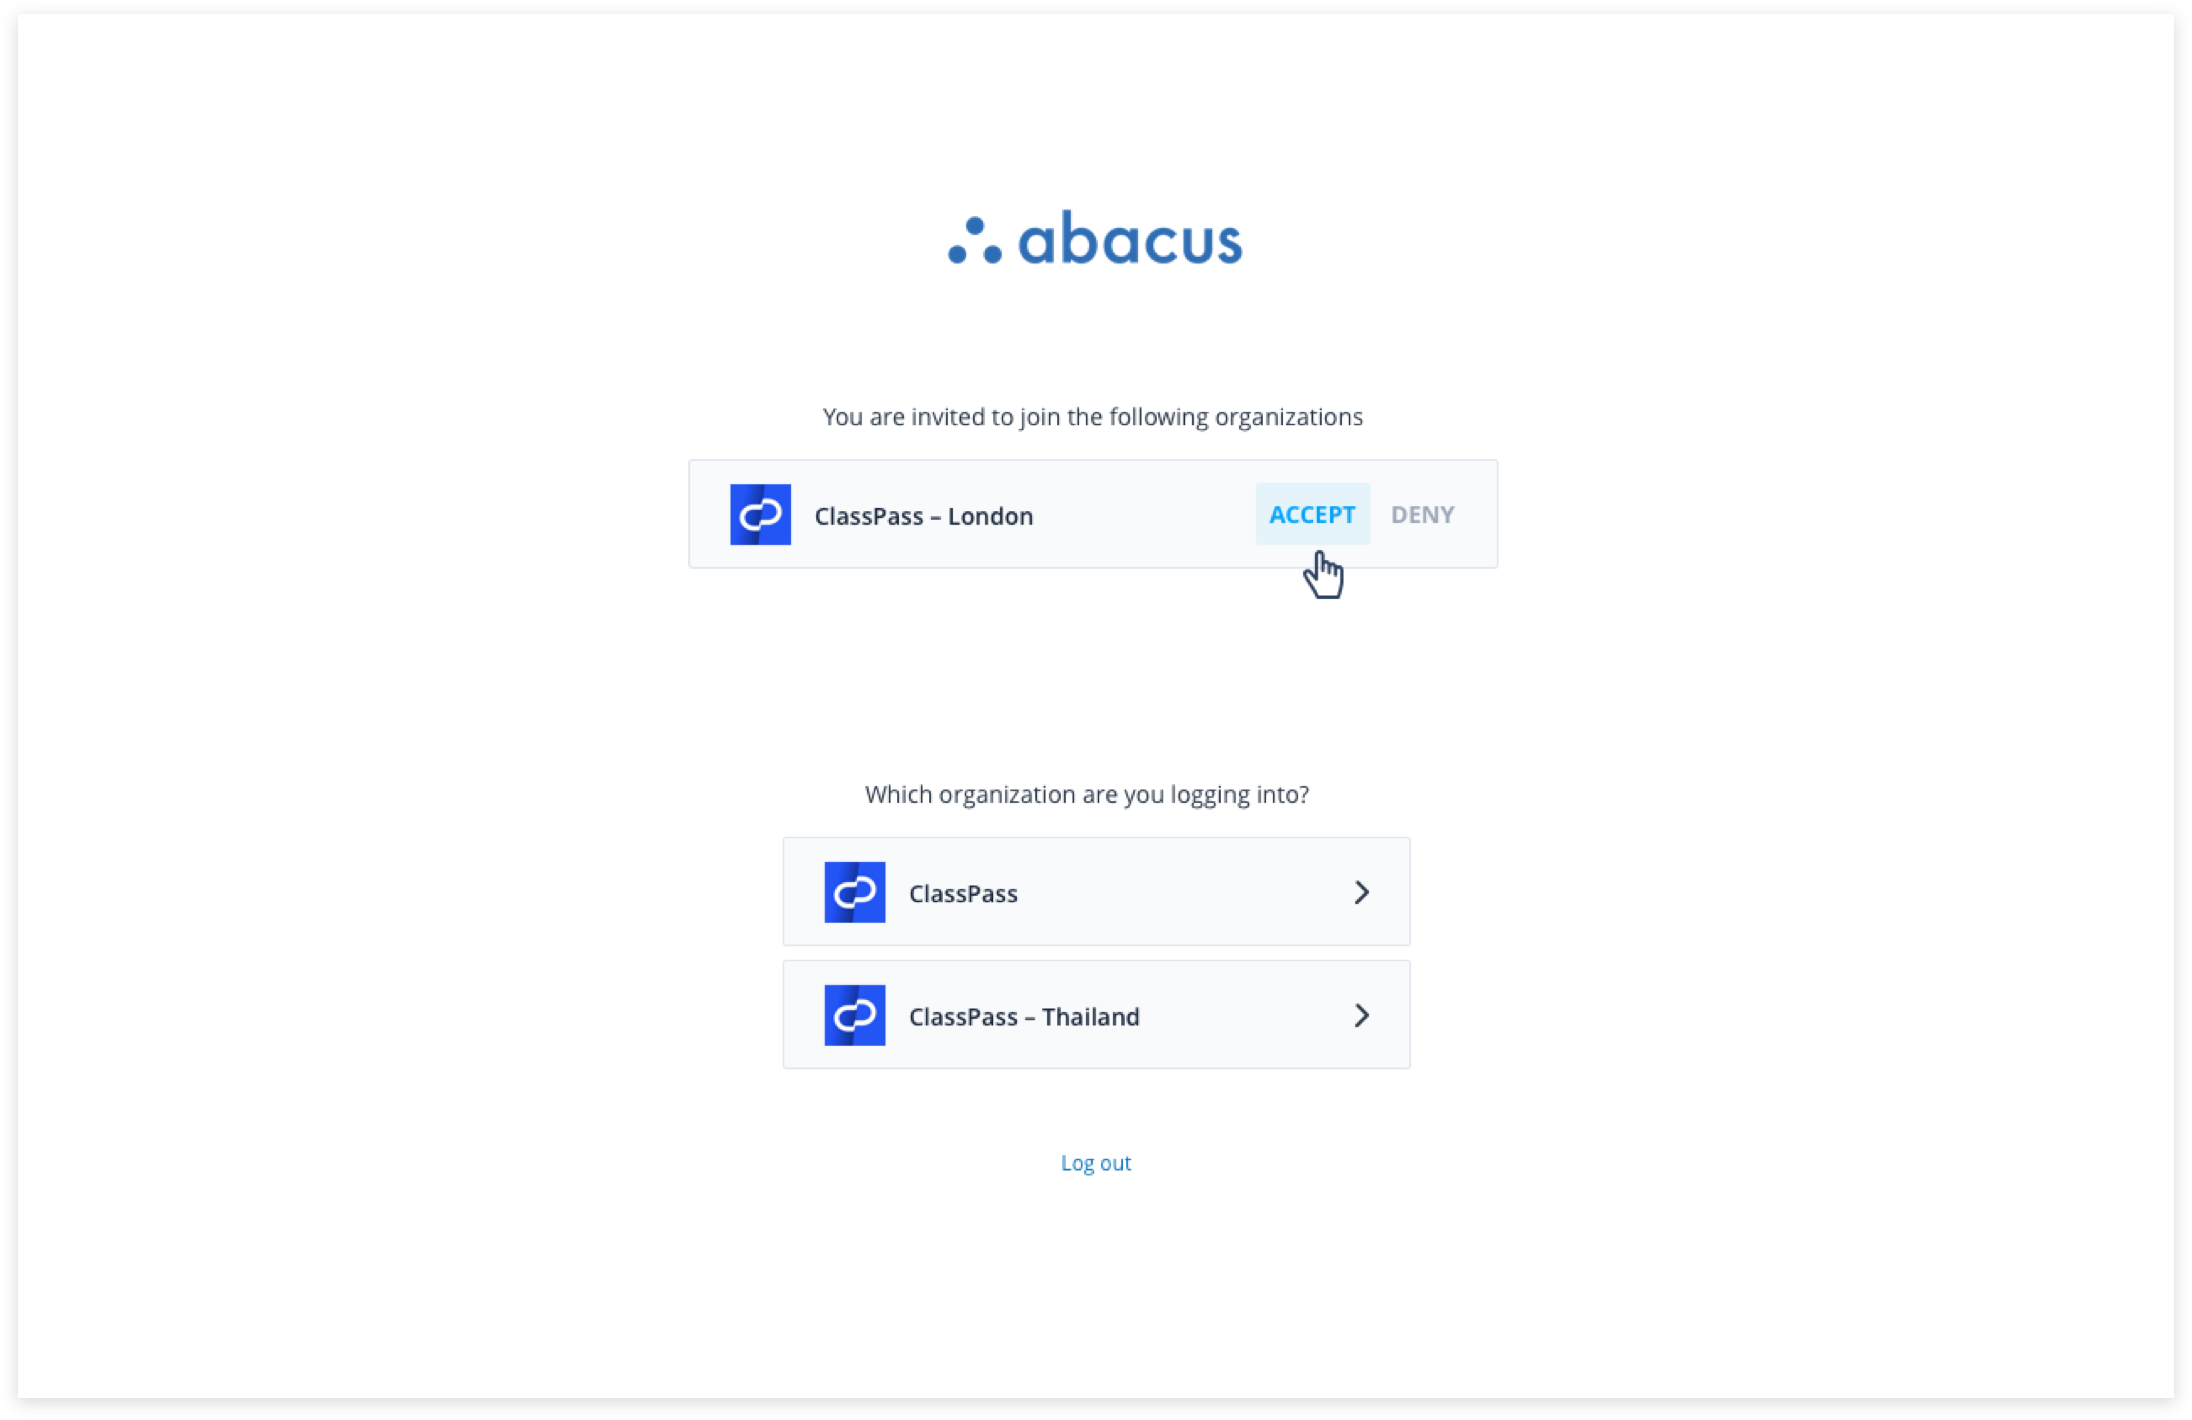 abacus
You are invited to join the following organizations
ClassPass – London ACCEPT DENY
Which organization are you logging into?
ClassPass
ClassPass – Thailand
Log out